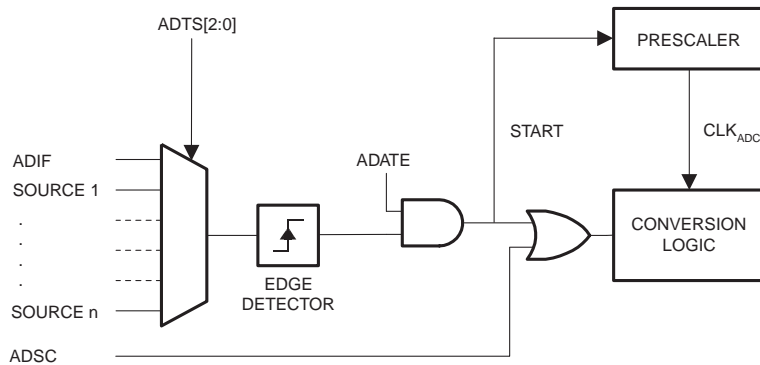 ADTS[2:0]
PRESCALER
START
CLKADC
ADIF
ADATE
SOURCE 1
.
.
.
.
CONVERSION
LOGIC
EDGE
DETECTOR
SOURCE n
ADSC